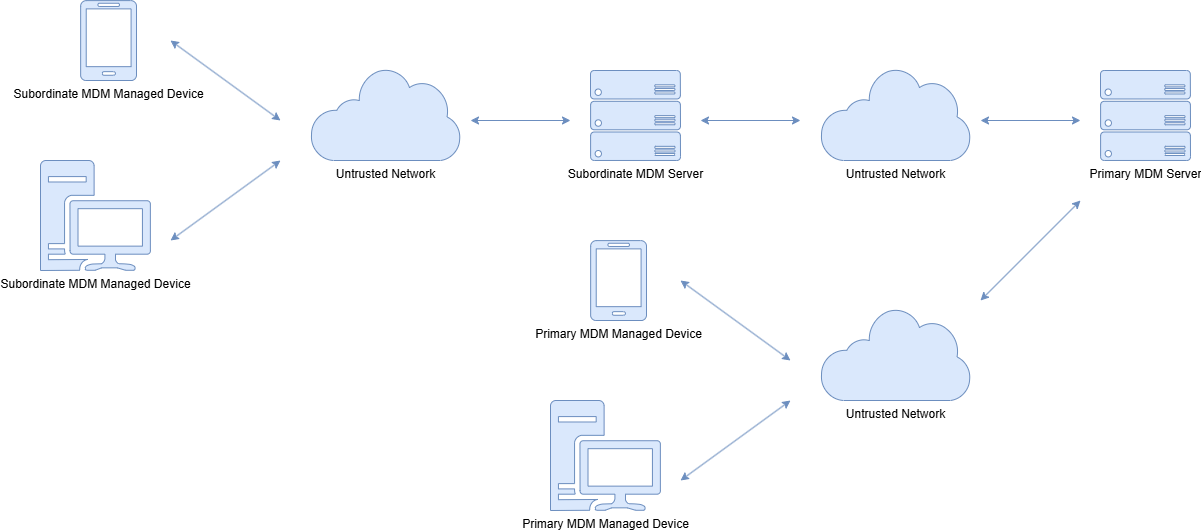 Subordinate MDM Managed Device
Untrusted Network
Subordinate MDM Server
Untrusted Network
Primary MDM Server
Subordinate MDM Managed Device
Primary MDM Managed Device
Untrusted Network
Primary MDM Managed Device